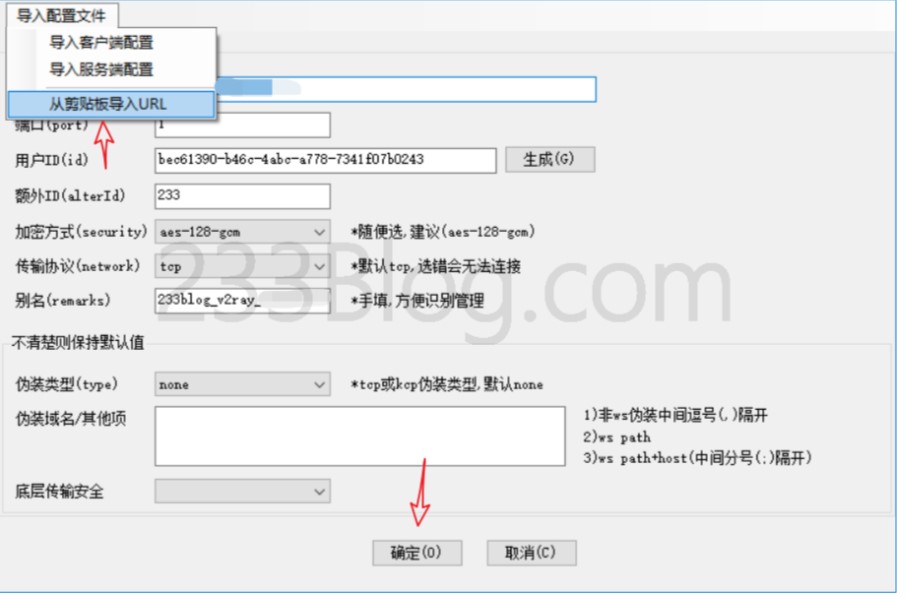 导入配置文件
导入客户端配置
导入服务端配置
从剪贴板导入URL
端口(port) 1
用户ID(id) bec61390-b46c-4abc-a778-7341f07b0243 生成(G)
额外ID(alterId) 233
加密方式(security) aes-128-gcm *随便选,建议(aes-128-gcm)
传输协议(network) tcp *默认tcp,选错会无法连接
别名(remarks) 233blog_v2ray_ *手填,方便识别管理
233Blog.com
不清楚则保持默认值
伪装类型(type) none *tcp或kcp伪装类型,默认none
伪装域名/其他项 1)非ws伪装中间逗号(,)隔开
2)ws path
3)ws path+host(中间分号(;)隔开)
底层传输安全
确定(O) 取消(C)